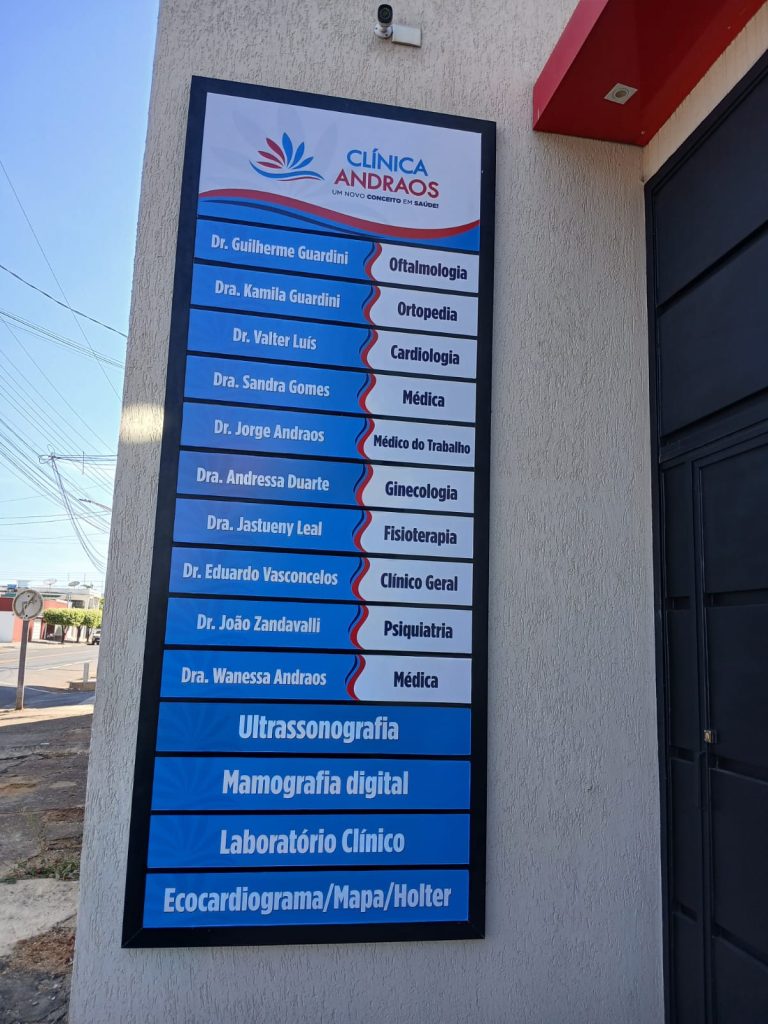 CLÍNICA
ANDRAOS
UM NOVO CONCEITO EM SAÚDE!
Dr. Guilherme Guardini Oftalmologia
Dra. Kamila Guardini Ortopedia
Dr. Valter Luís Cardiologia
Dra. Sandra Gomes Médica
Dr. Jorge Andraos Médico do Trabalho
Dra. Andressa Duarte Ginecologia
Dra. Jastueny Leal Fisioterapia
Dr. Eduardo Vasconcelos Clínico Geral
Dr. João Zandavalli Psiquiatria
Dra. Wanessa Andraos Médica
Ultrassonografia
Mamografia digital
Laboratório Clínico
Ecocardiograma/Mapa/Holter